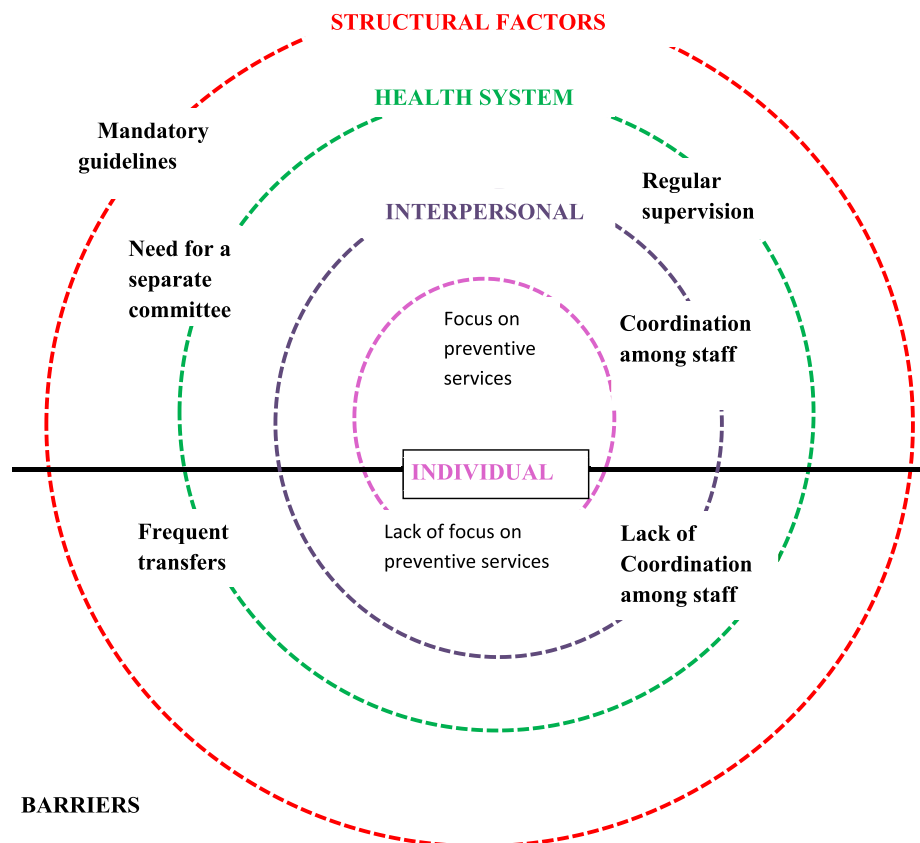 STRUCTURAL FACTORS
HEALTH SYSTEM
Mandatory
guidelines
Regular
supervision
INTERPERSONAL
Need for a
separate
committee
Focus on
preventive
services
Coordination
among staff
INDIVIDUAL
Frequent
transfers
Lack of focus on
preventive services
Lack of
Coordination
among staff
BARRIERS